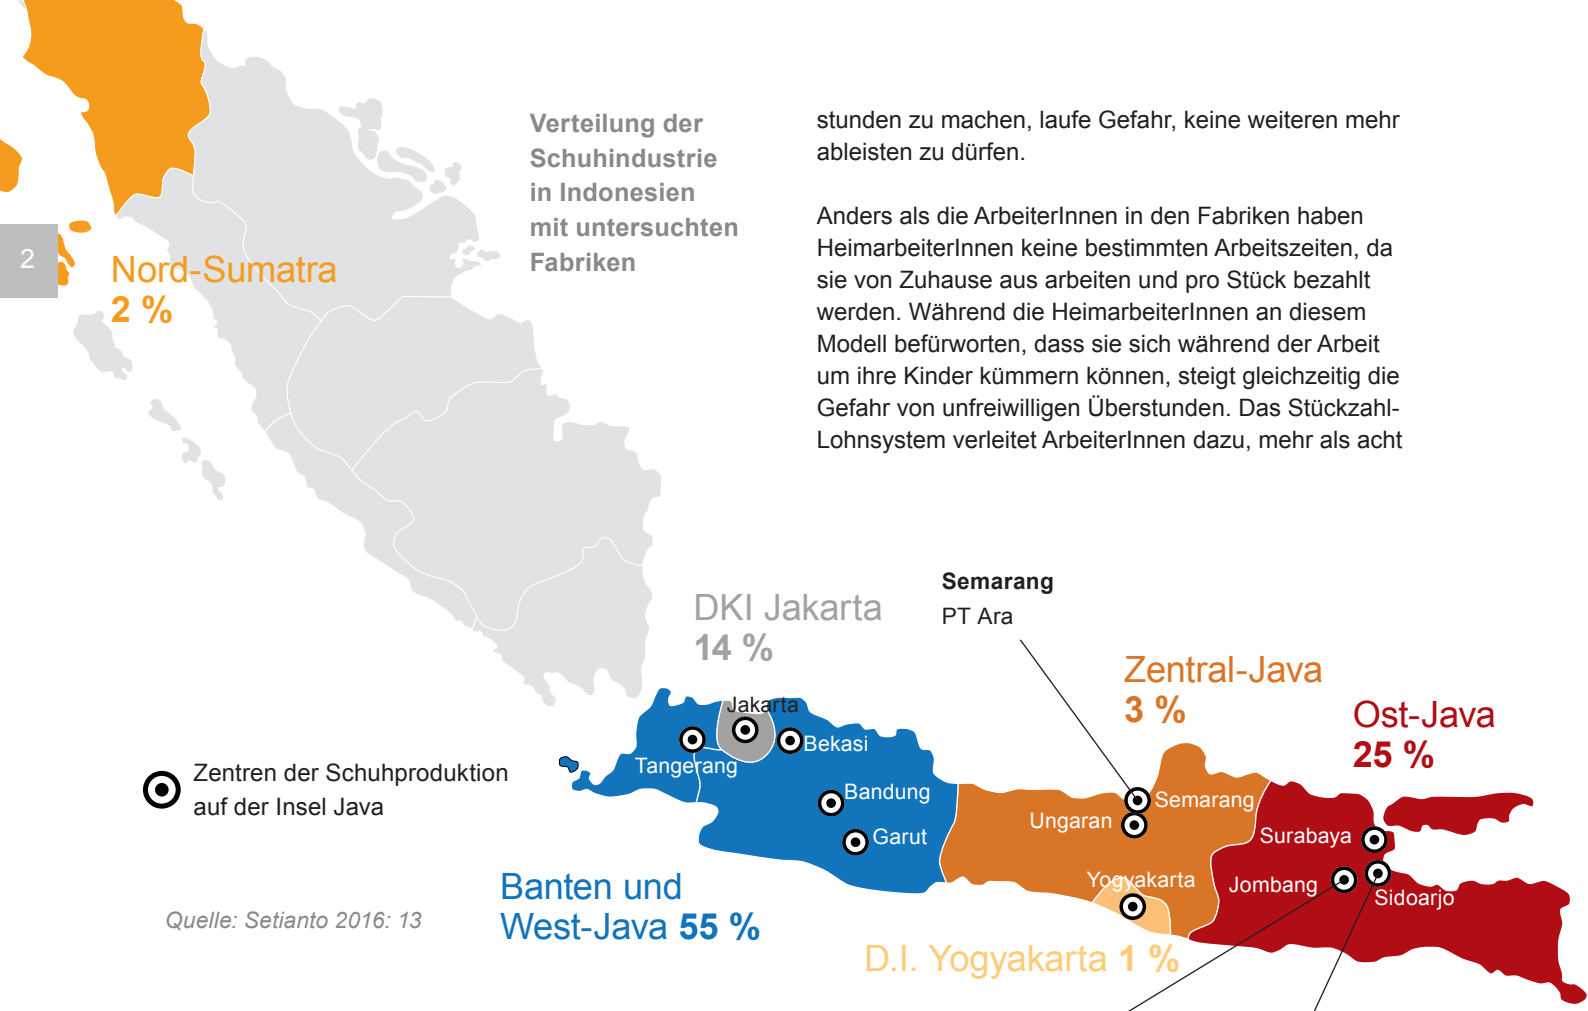 Verteilung der
Schuhindustrie
in Indonesien
mit untersuchten
Fabriken
stunden zu machen, laufe Gefahr, keine weiteren mehr
ableisten zu dürfen.
Anders als die ArbeiterInnen in den Fabriken haben
HeimarbeiterInnen keine bestimmten Arbeitszeiten, da
sie von Zuhause aus arbeiten und pro Stück bezahlt
werden. Während die HeimarbeiterInnen an diesem
Modell befürworten, dass sie sich während der Arbeit
um ihre Kinder kümmern können, steigt gleichzeitig die
Gefahr von unfreiwilligen Überstunden. Das Stückzahl-
Lohnsystem verleitet ArbeiterInnen dazu, mehr als acht
2
Nord-Sumatra
2 %
DKI Jakarta
14 %
Semarang
PT Ara
Zentral-Java
3 %
Ost-Java
25 %
Jakarta
Tangerang
Bekasi
Bandung
Garut
Semarang
Ungaran
Yogyakarta
Surabaya
Jombang
Sidoarjo
Zentren der Schuhproduktion
auf der Insel Java
Banten und
West-Java 55 %
D.I. Yogyakarta 1 %
Quelle: Setianto 2016: 13